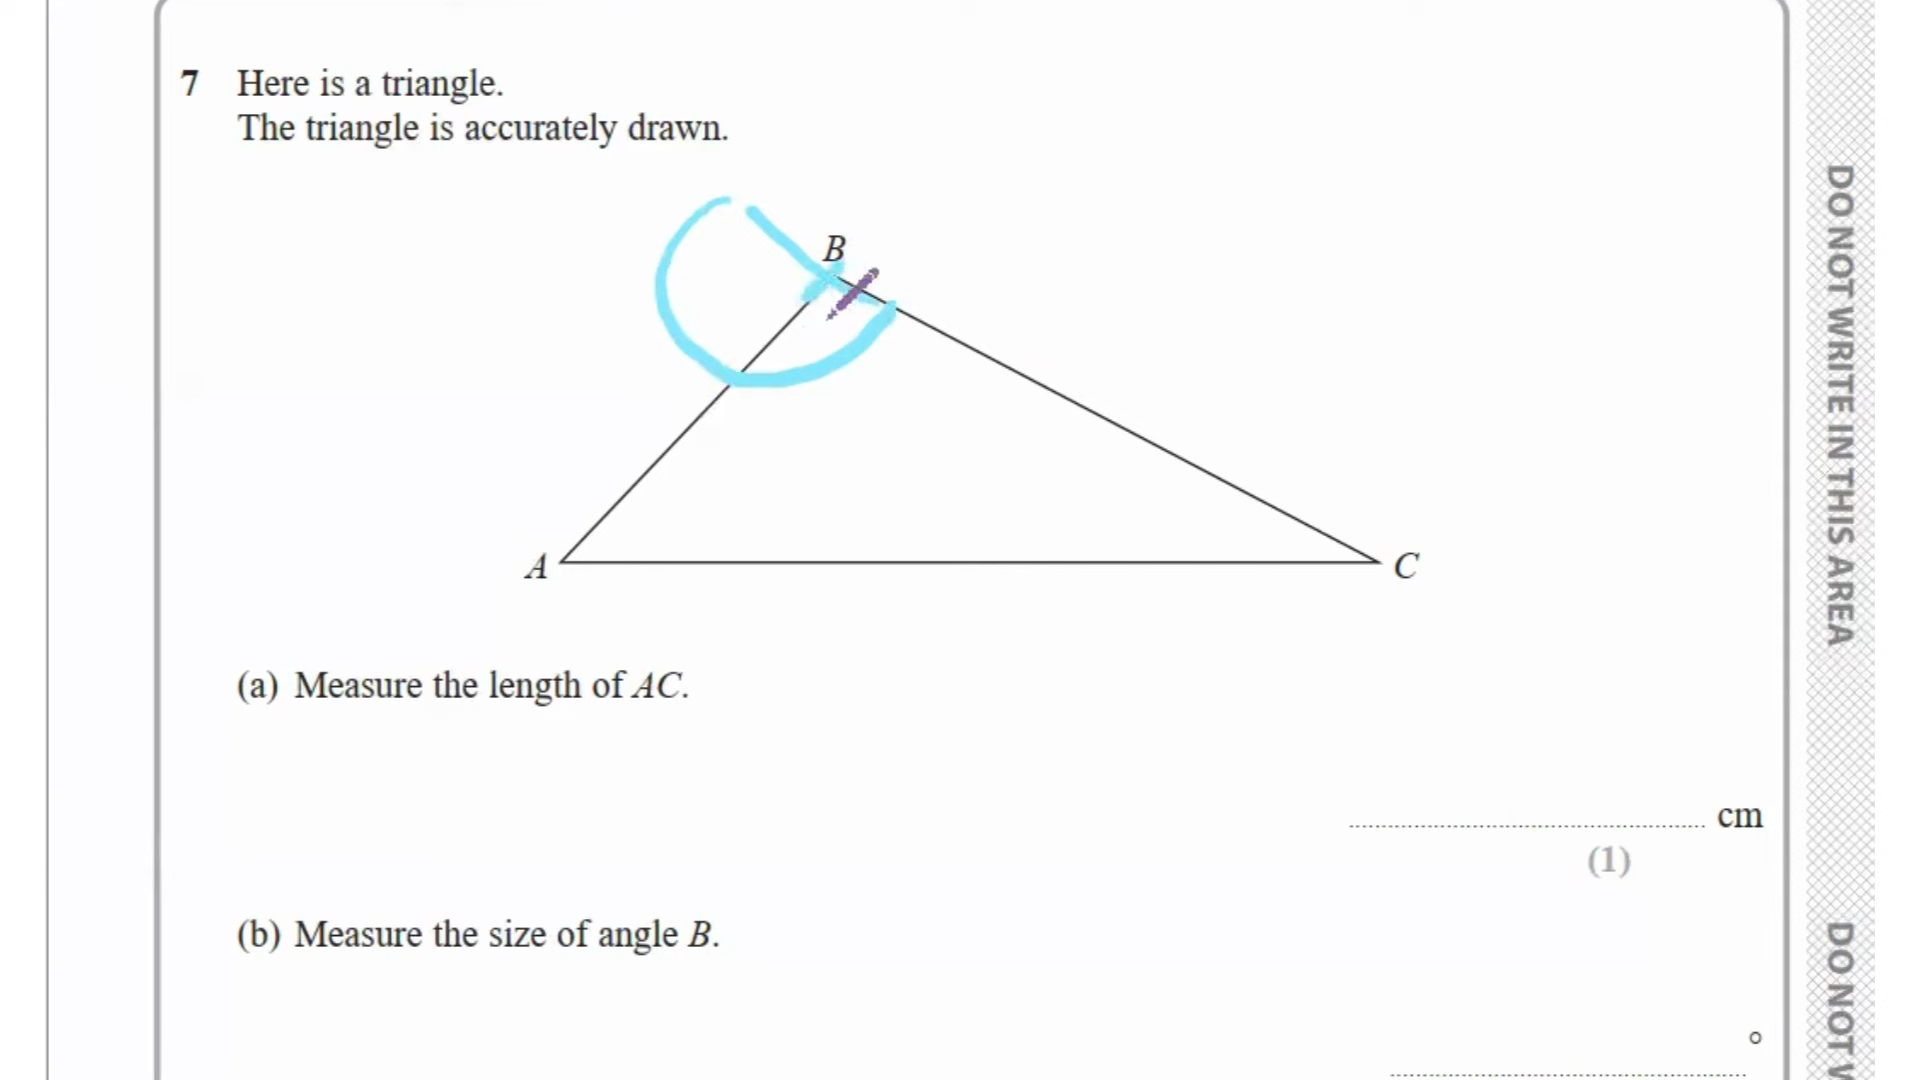 7 Here is a triangle.
The triangle is accurately drawn.
B
A
C
(a) Measure the length of AC.
cm
(1)
(b) Measure the size of angle B.
°
DO NOT WRITE IN THIS AREA
DO NOT W